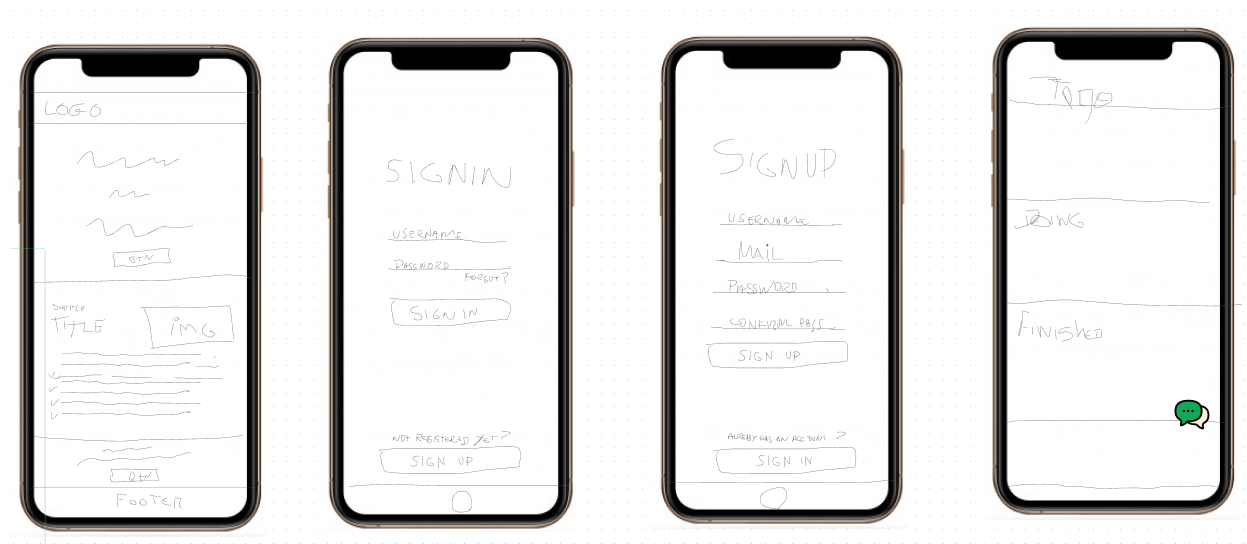 LOGO
BTN
SUBTITLE
TITLE
IMG
BTN
FOOTER
SIGNIN
USERNAME
PASSWORD
FORGOT?
SIGN IN
NOT REGISTERED YET?
SIGN UP
SIGNUP
USERNAME
MAIL
PASSWORD
CONFIRM PASS.
SIGN UP
ALREADY HAS AN ACCOUNT ?
SIGN IN
TODO
DOING
FINISHED